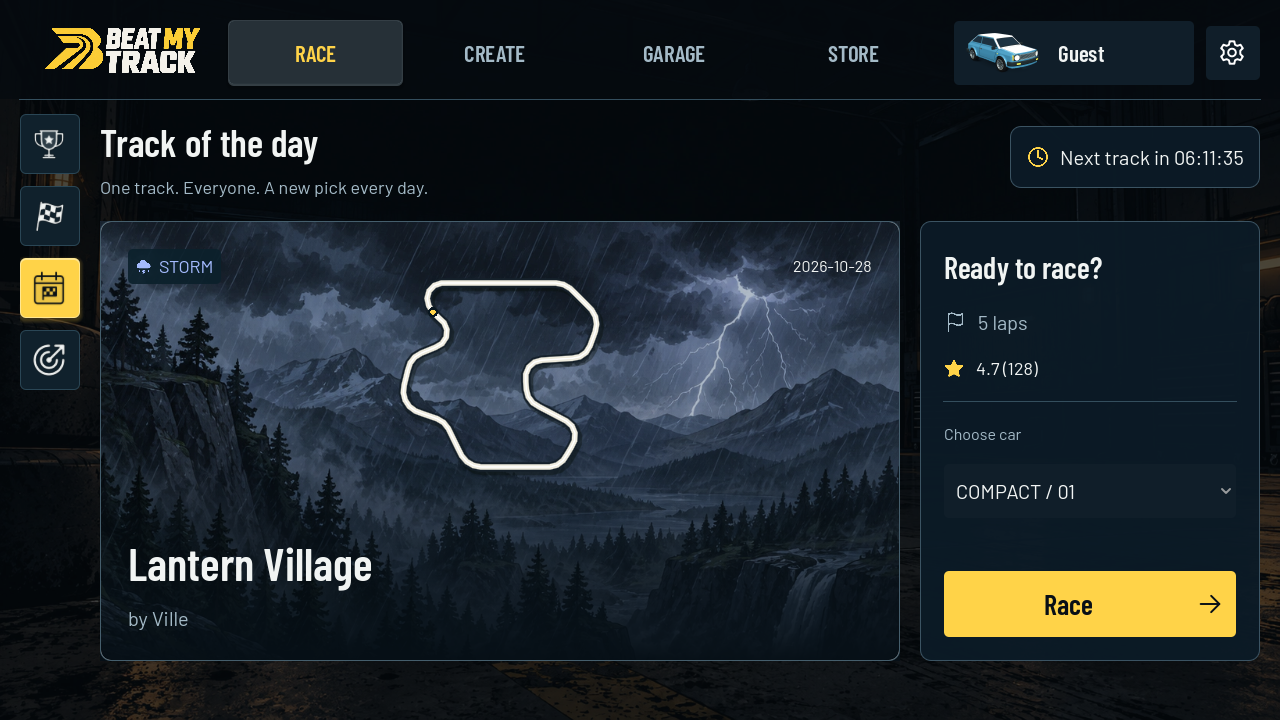 BEAT MY
TRACK
RACE
CREATE
GARAGE
STORE
Guest
Track of the day
One track. Everyone. A new pick every day.
Next track in 06:11:35
STORM
2026-10-28
Lantern Village
by Ville
Ready to race?
5 laps
4.7 (128)
Choose car
COMPACT / 01
Race